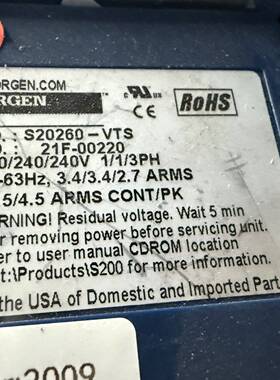 ORGEN.COM
RGEN
c us
CE
RoHS
.: S20260-VTS
21F-00220
0/240/240V 1/1/3PH
-63Hz, 3.4/3.4/2.7 ARMS
5/4.5 ARMS CONT/PK
RNING! Residual voltage. Wait 5 min
r removing power before servicing unit.
r to user manual CDROM location
t:\Products\S200 for more information.
e in the USA of Domestic and Imported Part
2009